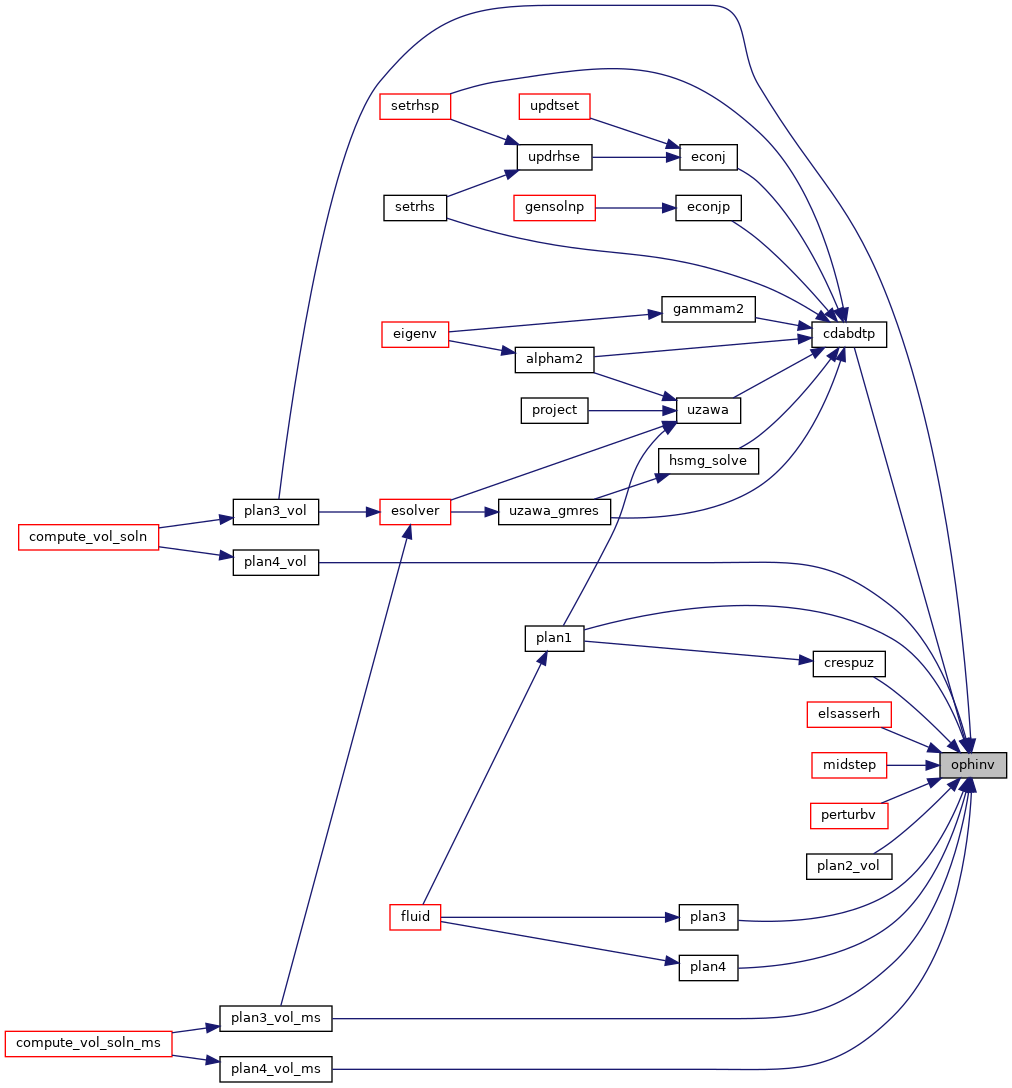 setrhsp
updtset
updrhse
econj
setrhs
gensolnp
econjp
gammam2
eigenv
cdabdtp
alpham2
project
uzawa
hsmg_solve
plan3_vol
esolver
uzawa_gmres
compute_vol_soln
plan4_vol
plan1
crespuz
elsasserh
midstep
ophinv
perturbv
plan2_vol
fluid
plan3
plan4
plan3_vol_ms
compute_vol_soln_ms
plan4_vol_ms